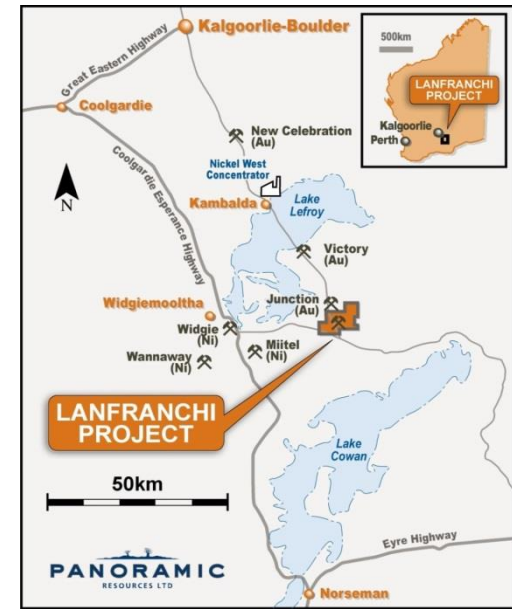 Kalgoorlie-Boulder
Great Eastern Highway
Coolgardie
500km
LANFRANCHI
PROJECT
Kalgoorlie
Perth
New Celebration
(Au)
Nickel West
Concentrator
Coolgardie Esperance Highway
N
Kambalda
Lake
Lefroy
Victory
(Au)
Junction
(Au)
Widgiemooltha
Widgie
(Ni)
Miitel
(Ni)
Wannaway
(Ni)
LANFRANCHI
PROJECT
50km
Lake
Cowan
Eyre Highway
PANORAMIC
RESOURCES LTD
Norseman